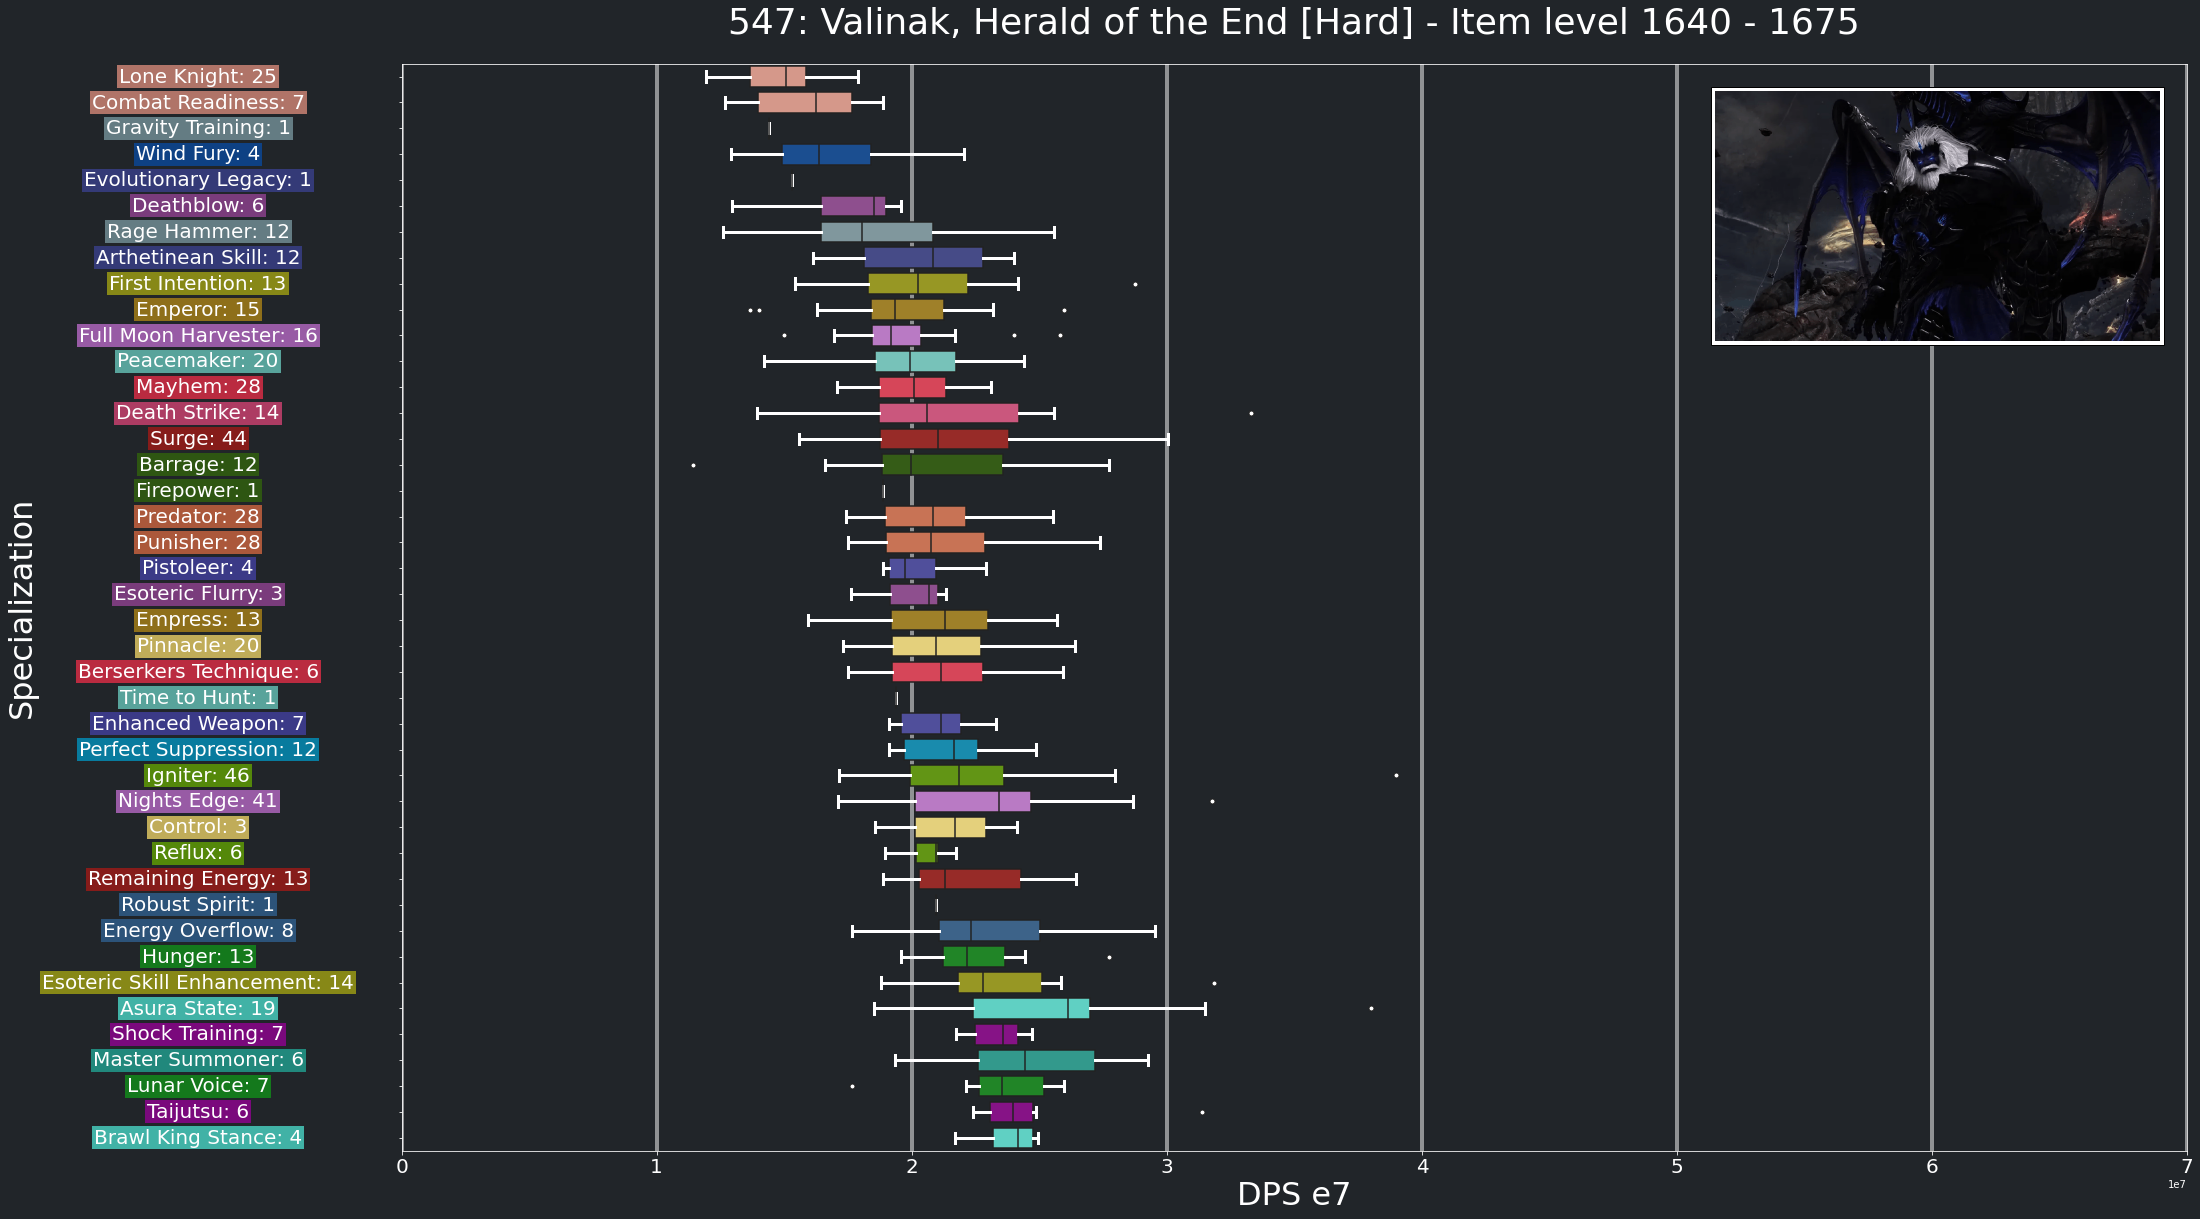 547: Valinak, Herald of the End [Hard] - Item level 1640 - 1675
Lone Knight: 25
Combat Readiness: 7
Gravity Training: 1
Wind Fury: 4
Evolutionary Legacy: 1
Deathblow: 6
Rage Hammer: 12
Arthetinean Skill: 12
First Intention: 13
Emperor: 15
Full Moon Harvester: 16
Peacemaker: 20
Mayhem: 28
Death Strike: 14
Surge: 44
Barrage: 12
Firepower: 1
Predator: 28
Punisher: 28
Pistoleer: 4
Esoteric Flurry: 3
Empress: 13
Pinnacle: 20
Berserkers Technique: 6
Time to Hunt: 1
Enhanced Weapon: 7
Perfect Suppression: 12
Igniter: 46
Nights Edge: 41
Control: 3
Reflux: 6
Remaining Energy: 13
Robust Spirit: 1
Energy Overflow: 8
Hunger: 13
Esoteric Skill Enhancement: 14
Asura State: 19
Shock Training: 7
Master Summoner: 6
Lunar Voice: 7
Taijutsu: 6
Brawl King Stance: 4
Specialization
0 1 2 3 4 5 6 7
1e7
DPS e7